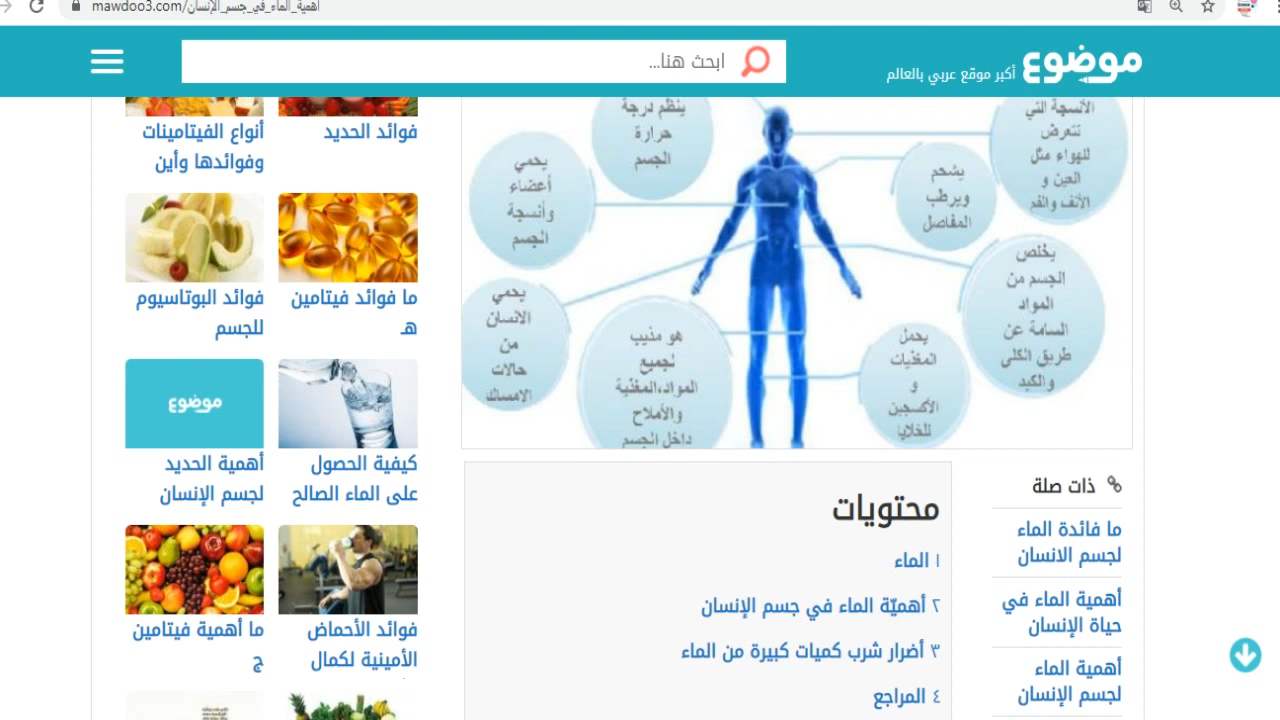 mawdoo3.com/أهمية_الماء_في_جسم_الإنسان
موضوع أكبر موقع عربي بالعالم
ابحث هنا...
الأنسجة التي
تتعرض
للهواء مثل
العين و
الأنف والفم
يشحم
ويرطب
المفاصل
يخلص
الجسم من
المواد
السامة عن
طريق الكلى
والكبد
يحمل
المغذيات
و
الأكسجين
للخلايا
ينظم درجة
حرارة
الجسم
يحمي
أعضاء
وأنسجة
الجسم
يحمي
الانسان
من
حالات
الامساك
هو مذيب
لجميع
المواد،المغذية
والأملاح
داخل الجسم
ذات صلة
ما فائدة الماء
لجسم الانسان
أهمية الماء في
حياة الإنسان
أهمية الماء
لجسم الإنسان
محتويات
١ الماء
٢ أهميّة الماء في جسم الإنسان
٣ أضرار شرب كميات كبيرة من الماء
٤ المراجع
فوائد الحديد
أنواع الفيتامينات
وفوائدها وأين
ما فوائد فيتامين
هـ
فوائد البوتاسيوم
للجسم
كيفية الحصول
على الماء الصالح
موضوع
أهمية الحديد
لجسم الإنسان
فوائد الأحماض
الأمينية لكمال
ما أهمية فيتامين
ج